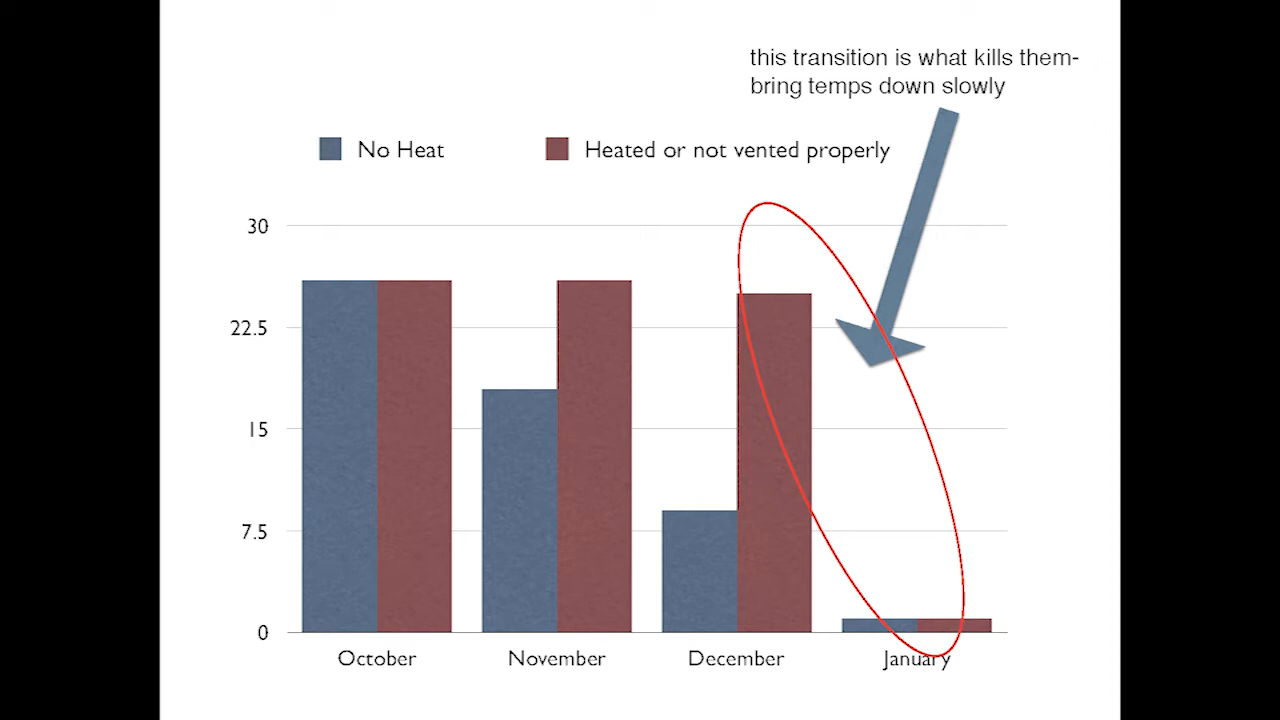 this transition is what kills them-
bring temps down slowly
No Heat
Heated or not vented properly
30
22.5
15
7.5
0
October
November
December
January